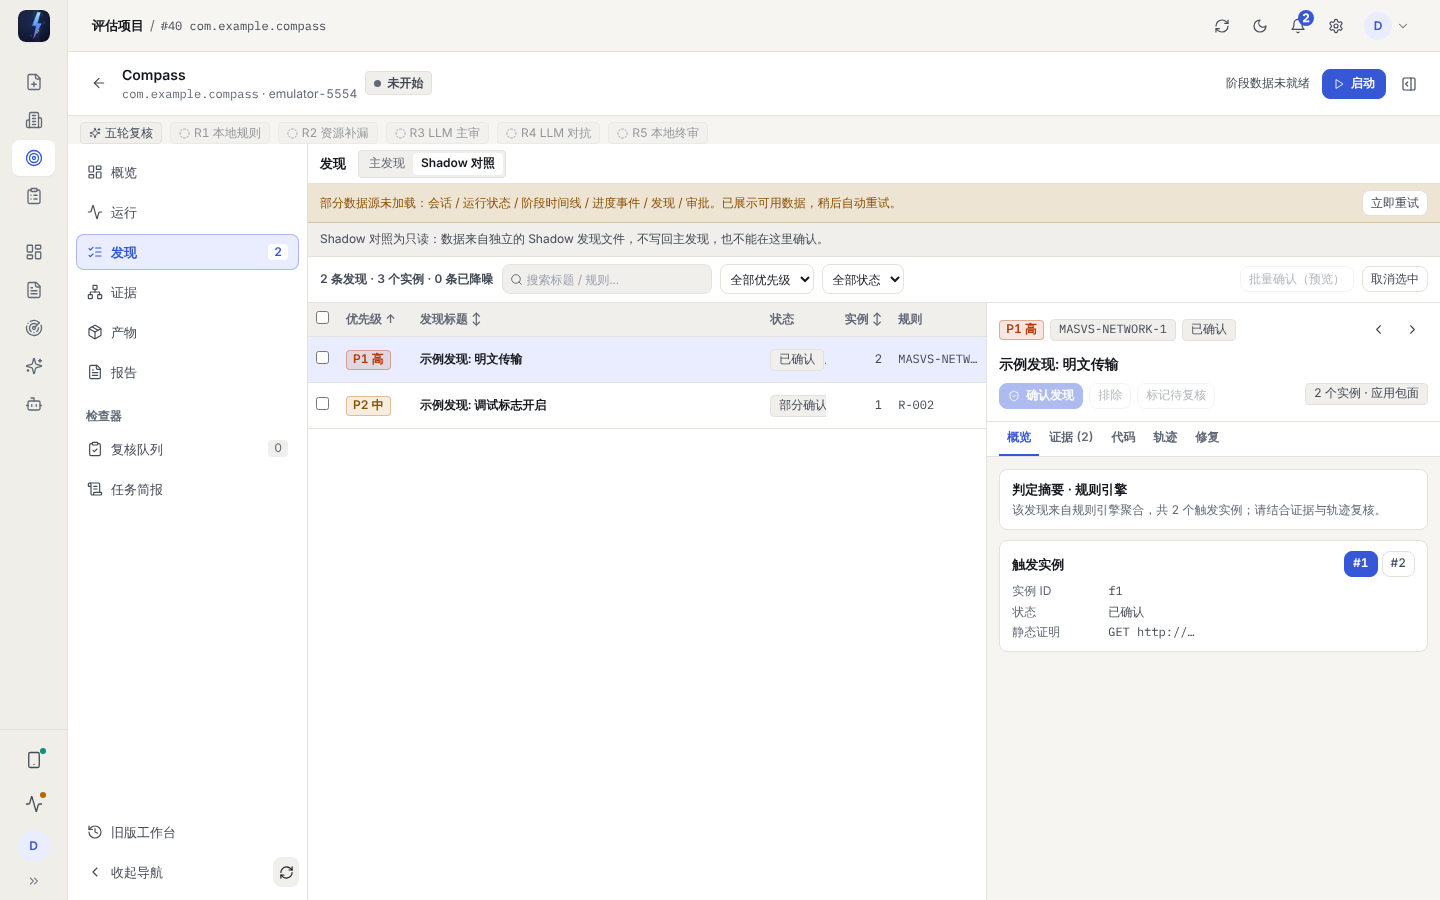 评估项目 / #40 com.example.compass
2
D
Compass
com.example.compass · emulator-5554
未开始
阶段数据未就绪
启动
五轮复核
R1 本地规则
R2 资源补漏
R3 LLM 主审
R4 LLM 对抗
R5 本地终审
概览
运行
发现 2
证据
产物
报告
检查器
复核队列 0
任务简报
旧版工作台
收起导航
D
发现 主发现 Shadow 对照
部分数据源未加载：会话 / 运行状态 / 阶段时间线 / 进度事件 / 发现 / 审批。已展示可用数据，稍后自动重试。 立即重试
Shadow 对照为只读：数据来自独立的 Shadow 发现文件，不写回主发现，也不能在这里确认。
2 条发现 · 3 个实例 · 0 条已降噪 搜索标题 / 规则... 全部优先级 全部状态 批量确认（预览） 取消选中
优先级 发现标题 状态 实例 规则
P1 高 示例发现: 明文传输 已确认 2 MASVS-NETW…
P2 中 示例发现: 调试标志开启 部分确认 1 R-002
P1 高 MASVS-NETWORK-1 已确认
示例发现: 明文传输
确认发现 排除 标记待复核 2 个实例 · 应用包面
概览 证据 (2) 代码 轨迹 修复
判定摘要 · 规则引擎
该发现来自规则引擎聚合，共 2 个触发实例；请结合证据与轨迹复核。
触发实例 #1 #2
实例 ID f1
状态 已确认
静态证明 GET http://…